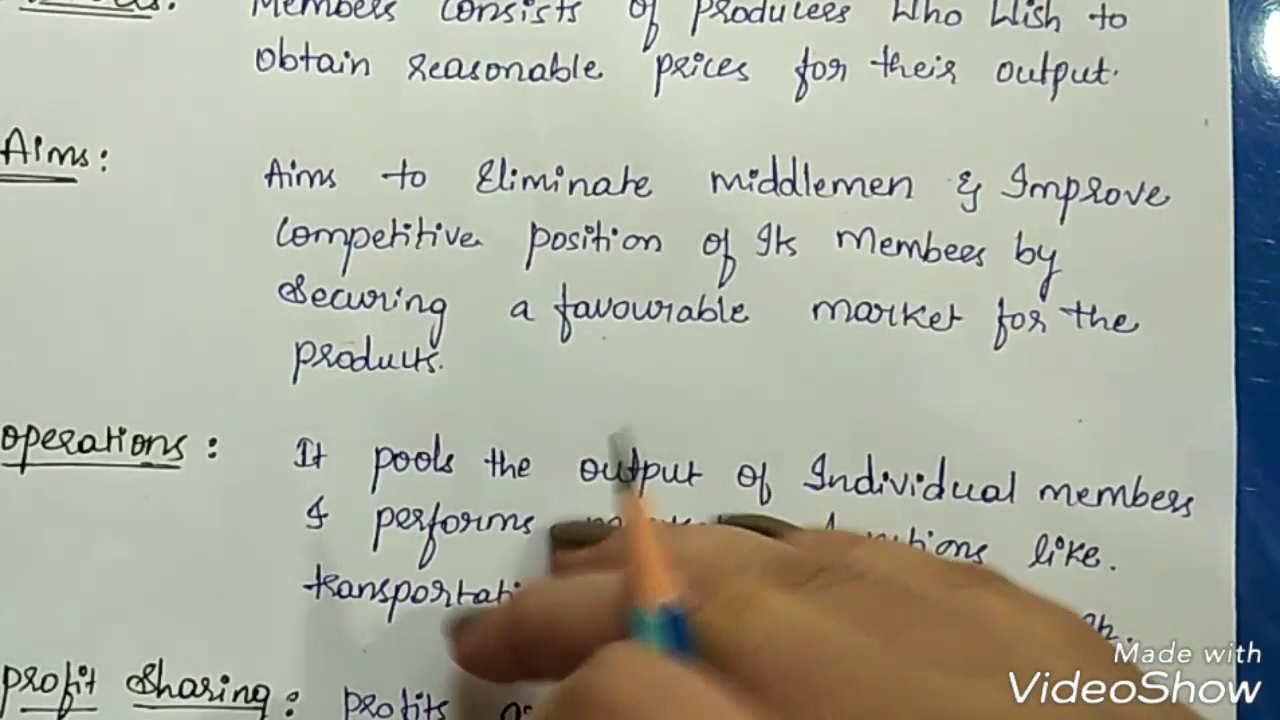 Members consists of producers who wish to
obtain reasonable prices for their output.
Aims:
Aims to Eliminate middlemen & Improve
competitive position of Its members by
securing a favourable market for the
products.
operations:
It pools the output of Individual members
& performs like.
profit sharing: profits
Made with
VideoShow